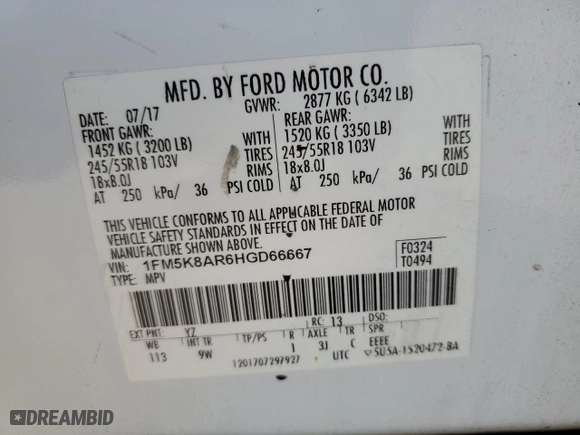 MFD. BY FORD MOTOR CO.
DATE: 07/17 GVWR: 2877 KG ( 6342 LB)
FRONT GAWR: REAR GAWR:
1452 KG ( 3200 LB) WITH 1520 KG ( 3350 LB) WITH
245/55R18 103V TIRES 245/55R18 103V TIRES
18x8.0J RIMS 18x8.0J RIMS
AT 250 kPa/ 36 PSI COLD AT 250 kPa/ 36 PSI COLD
THIS VEHICLE CONFORMS TO ALL APPLICABLE FEDERAL MOTOR
VEHICLE SAFETY STANDARDS IN EFFECT ON THE DATE OF
MANUFACTURE SHOWN ABOVE.
VIN: 1FM5K8AR6HGD66667 F0324
TYPE: MPV T0494
EXT PNT: YZ RC: 13 DSO:
WB INT TR TP/PS R AXLE TR SPR
113 9W 1 3J C EEEE
1201707297927 UTC 5U5A-1520472-BA
DREAMBID